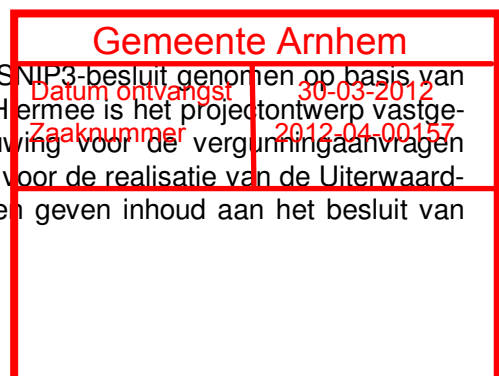 Gemeente Arnhem
SNIP3-besluit genomen op basis van
Datum ontvangst 30-03-2012
Hiermee is het projectontwerp vastge-
Zaaknummer 2012-04-00157
wing voor de vergunningaanvragen
voor de realisatie van de Uiterwaard-
en geven inhoud aan het besluit van